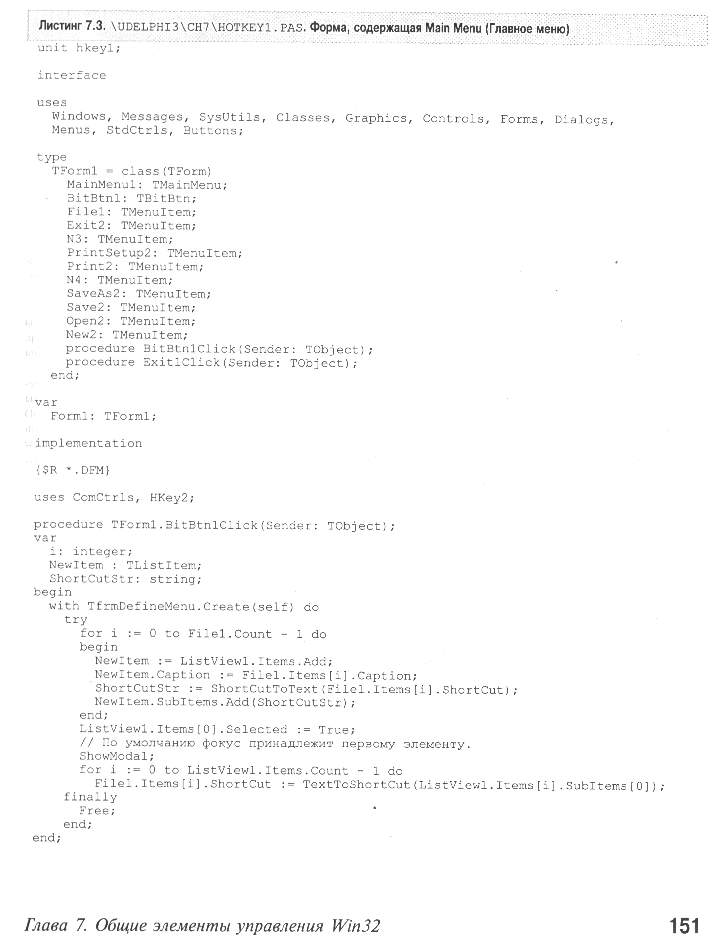 Листинг 7.3. \UDELPHI3\CH7\HOTKEY1.PAS. Форма, содержащая Main Menu (Главное меню)
unit hkey1;
interface
uses
Windows, Messages, SysUtils, Classes, Graphics, Controls, Forms, Dialogs,
Menus, StdCtrls, Buttons;
type
TForm1 = class(TForm)
MainMenu1: TMainMenu;
BitBtn1: TBitBtn;
File1: TMenuItem;
Exit2: TMenuItem;
N3: TMenuItem;
PrintSetup2: TMenuItem;
Print2: TMenuItem;
N4: TMenuItem;
SaveAs2: TMenuItem;
Save2: TMenuItem;
Open2: TMenuItem;
New2: TMenuItem;
procedure BitBtn1Click(Sender: TObject);
procedure Exit1Click(Sender: TObject);
end;
var
Form1: TForm1;
implementation
{$R *.DFM}
uses ComCtrls, HKey2;
procedure TForm1.BitBtn1Click(Sender: TObject);
var
i: integer;
NewItem : TListItem;
ShortCutStr: string;
begin
with TfrmDefineMenu.Create(self) do
try
for i := 0 to File1.Count - 1 do
begin
NewItem := ListView1.Items.Add;
NewItem.Caption := File1.Items[i].Caption;
ShortCutStr := ShortCutToText(File1.Items[i].ShortCut);
NewItem.SubItems.Add(ShortCutStr);
end;
ListView1.Items[0].Selected := True;
// По умолчанию фокус принадлежит первому элементу.
ShowModal;
for i := 0 to ListView1.Items.Count - 1 do
File1.Items[i].ShortCut := TextToShortCut(ListView1.Items[i].SubItems[0]);
finally
Free;
end;
end;
Глава 7. Общие элементы управления Win32
151